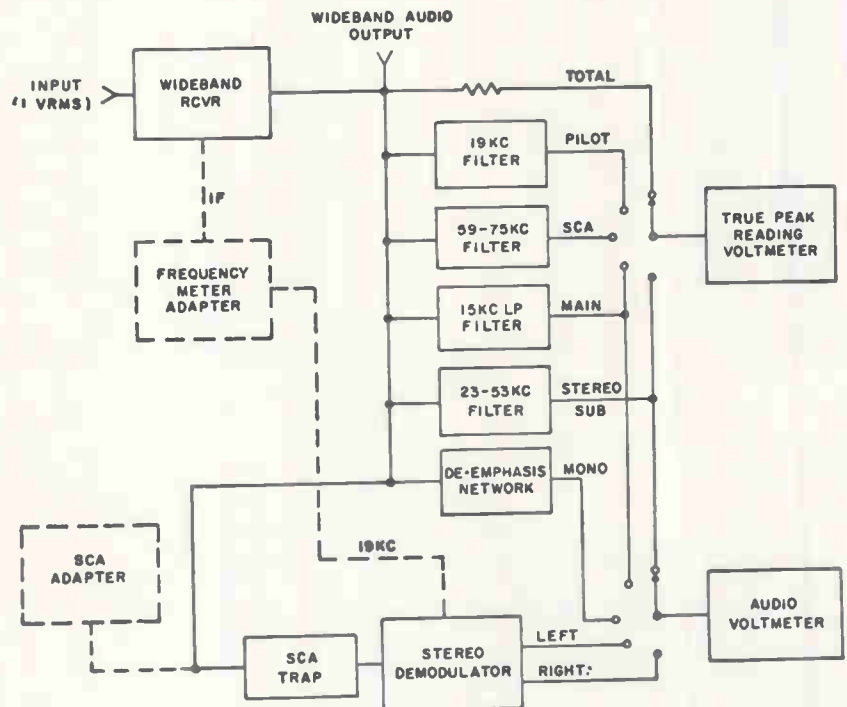 WIDEBAND AUDIO
OUTPUT
INPUT
(1 VRMS)
WIDEBAND
RCVR
TOTAL
19KC
FILTER
PILOT
IF
59-75KC
FILTER
SCA
TRUE PEAK
READING
VOLTMETER
FREQUENCY
METER
ADAPTER
15KC LP
FILTER
MAIN
23-53KC
FILTER
STEREO
SUB
DE-EMPHASIS
NETWORK
MONO
SCA
ADAPTER
19KC
AUDIO
VOLTMETER
SCA
TRAP
STEREO
DEMODULATOR
LEFT
RIGHT